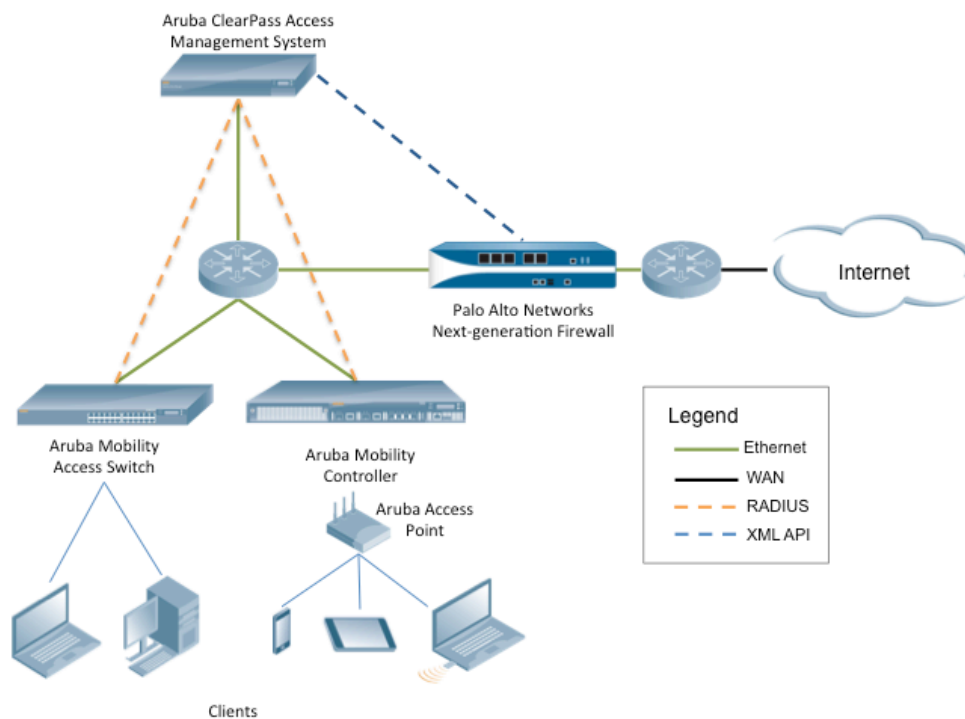 Aruba ClearPass Access
Management System
Internet
Palo Alto Networks
Next-generation Firewall
Aruba Mobility
Access Switch
Aruba Mobility
Controller
Aruba Access
Point
Legend
Ethernet
WAN
RADIUS
XML API
Clients